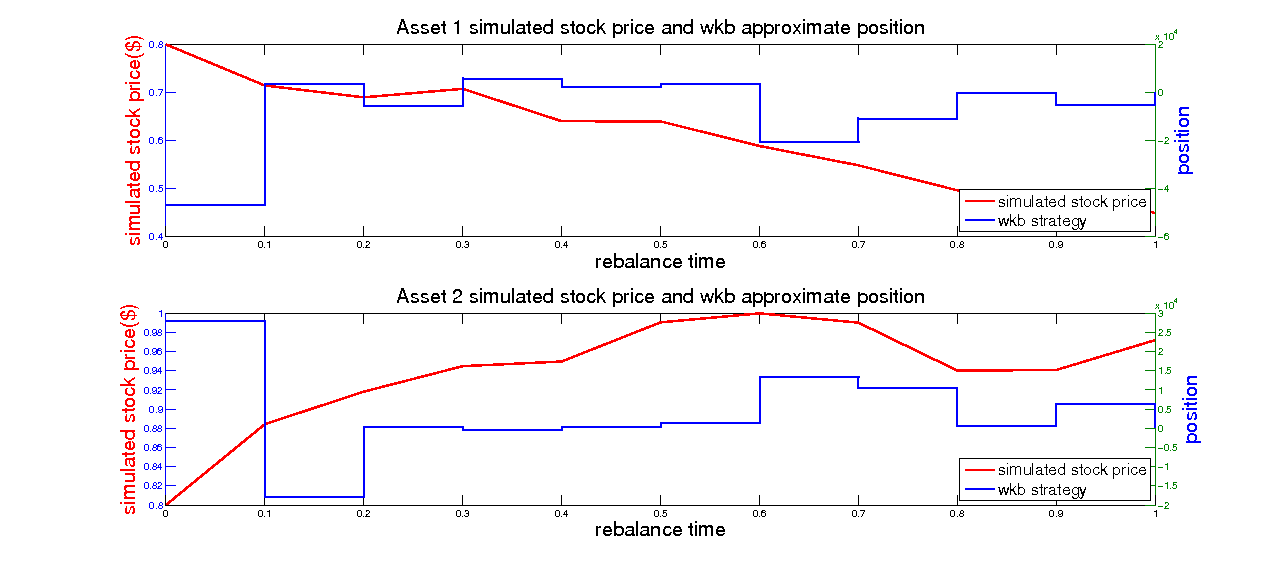 Asset 1 simulated stock price and wkb approximate position
x 10^4
0.8
0.7
0.6
0.5
0.4
simulated stock price($)
2
0
-2
-4
-6
position
simulated stock price
wkb strategy
0 0.1 0.2 0.3 0.4 0.5 0.6 0.7 0.8 0.9 1
rebalance time
Asset 2 simulated stock price and wkb approximate position
x 10^4
1
0.98
0.96
0.94
0.92
0.9
0.88
0.86
0.84
0.82
0.8
simulated stock price($)
3
2.5
2
1.5
1
0.5
0
-0.5
-1
-1.5
-2
position
simulated stock price
wkb strategy
0 0.1 0.2 0.3 0.4 0.5 0.6 0.7 0.8 0.9 1
rebalance time